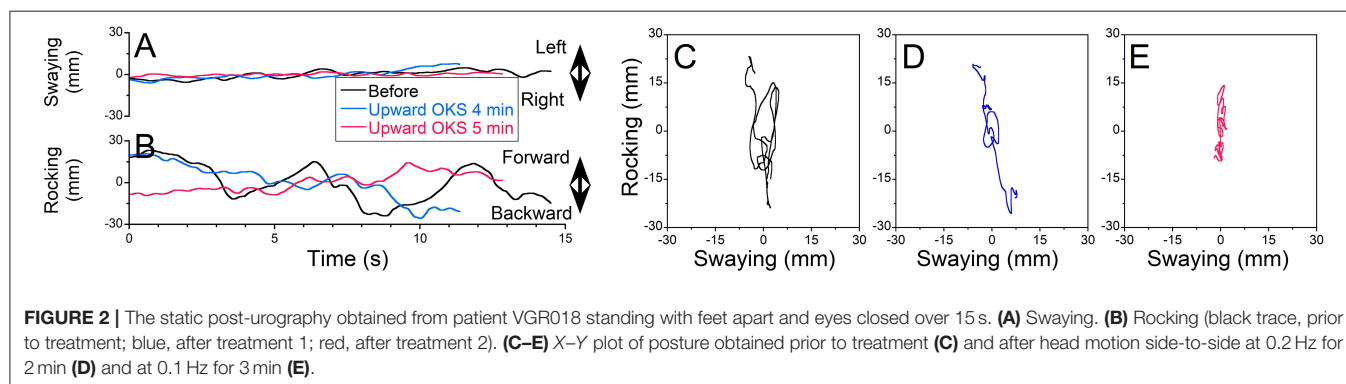 A
30
15
0
-15
-30
Swaying
(mm)
Left
Right
Before
Upward OKS 4 min
Upward OKS 5 min
B
30
0
-30
Rocking
(mm)
Forward
Backward
0
5
10
15
Time (s)
C
30
15
0
-15
-30
Rocking (mm)
-30 -15 0 15 30
Swaying (mm)
D
30
15
0
-15
-30
-30 -15 0 15 30
Swaying (mm)
E
30
15
0
-15
-30
-30 -15 0 15 30
Swaying (mm)
FIGURE 2 | The static post-urography obtained from patient VGR018 standing with feet apart and eyes closed over 15 s. (A) Swaying. (B) Rocking (black trace, prior
to treatment; blue, after treatment 1; red, after treatment 2). (C–E) X–Y plot of posture obtained prior to treatment (C) and after head motion side-to-side at 0.2 Hz for
2 min (D) and at 0.1 Hz for 3 min (E).